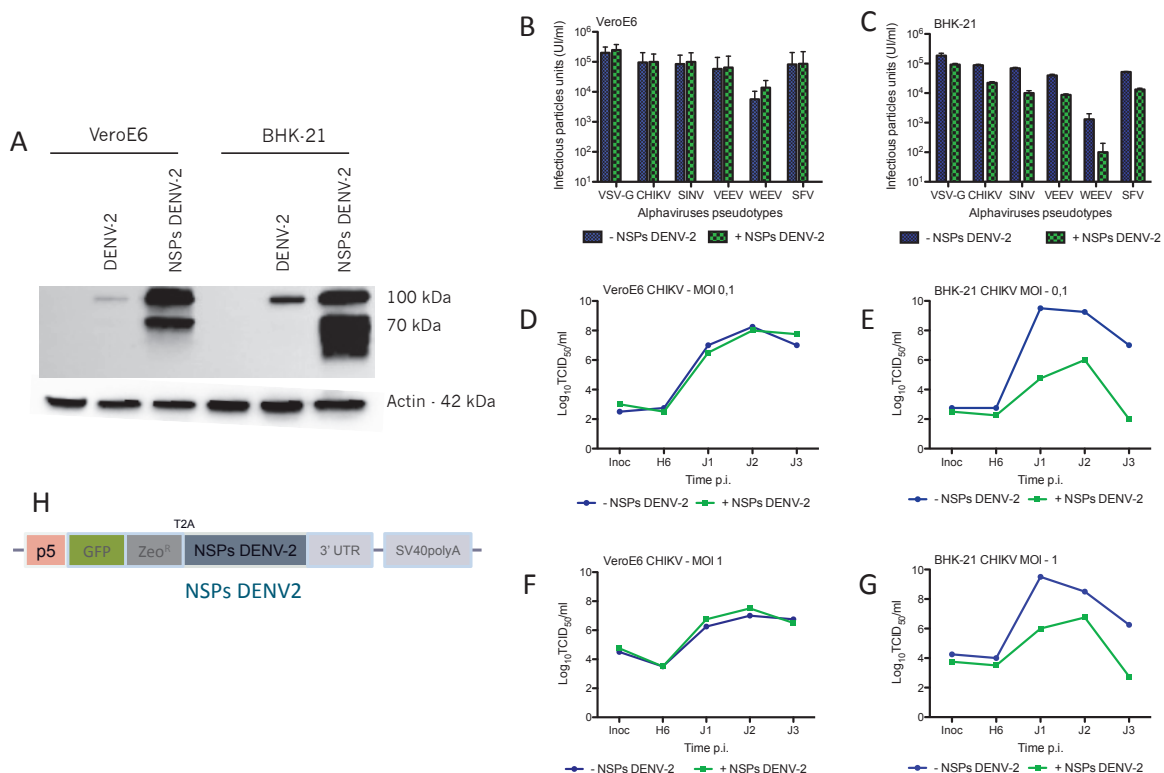 A
VeroE6
BHK-21
DENV-2
NSPs DENV-2
DENV-2
NSPs DENV-2
100 kDa
70 kDa
Actin - 42 kDa
H
T2A
p5
GFP
Zeo^R
NSPs DENV-2
3' UTR
SV40polyA
NSPs DENV2
B
VeroE6
Infectious particles units (UI/ml)
10^6
10^5
10^4
10^3
10^2
10^1
VSV-G CHIKV SINV VEEV WEEV SFV
Alphaviruses pseudotypes
- NSPs DENV-2 + NSPs DENV-2
C
BHK-21
Infectious particles units (UI/ml)
10^6
10^5
10^4
10^3
10^2
10^1
VSV-G CHIKV SINV VEEV WEEV SFV
Alphaviruses pseudotypes
- NSPs DENV-2 + NSPs DENV-2
D
VeroE6 CHIKV - MOI 0,1
Log10TCID50/ml
10
8
6
4
2
0
Inoc H6 J1 J2 J3
Time p.i.
- NSPs DENV-2 + NSPs DENV-2
E
BHK-21 CHIKV MOI - 0,1
Log10TCID50/ml
10
8
6
4
2
0
Inoc H6 J1 J2 J3
Time p.i.
- NSPs DENV-2 + NSPs DENV-2
F
VeroE6 CHIKV - MOI 1
Log10TCID50/ml
10
8
6
4
2
0
Inoc H6 J1 J2 J3
Time p.i.
- NSPs DENV-2 + NSPs DENV-2
G
BHK-21 CHIKV MOI - 1
Log10TCID50/ml
10
8
6
4
2
0
Inoc H6 J1 J2 J3
Time p.i.
- NSPs DENV-2 + NSPs DENV-2